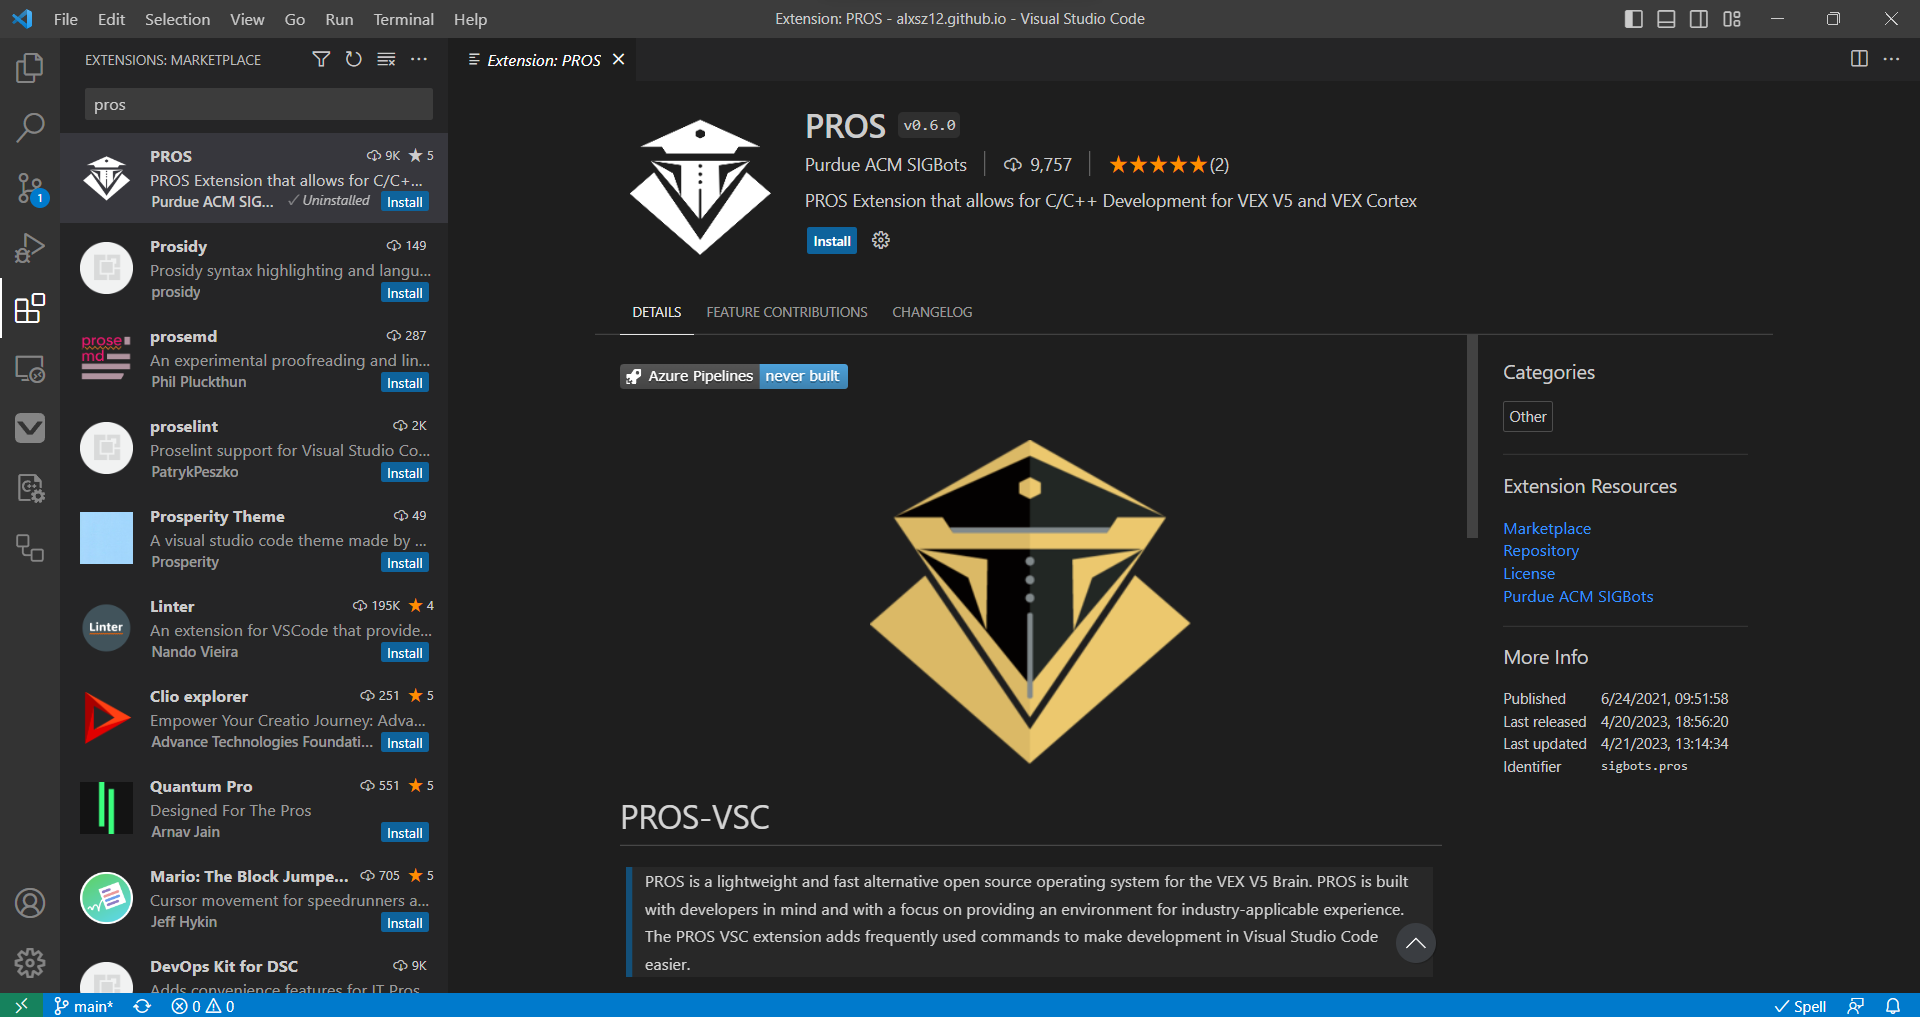 File Edit Selection View Go Run Terminal Help
Extension: PROS - alxsz12.github.io - Visual Studio Code
EXTENSIONS: MARKETPLACE
pros
PROS 9K 5
PROS Extension that allows for C/C+...
Purdue ACM SIG... Uninstalled Install
Prosidy 149
Prosidy syntax highlighting and langu...
prosidy Install
prose
md
prosemd 287
An experimental proofreading and lin...
Phil Pluckthun Install
proselint 2K
Proselint support for Visual Studio Co...
PatrykPeszko Install
Prosperity Theme 49
A visual studio code theme made by ...
Prosperity Install
Linter
Linter 195K 4
An extension for VSCode that provide...
Nando Vieira Install
Clio explorer 251 5
Empower Your Creatio Journey: Adva...
Advance Technologies Foundati... Install
Quantum Pro 551 5
Designed For The Pros
Arnav Jain Install
Mario: The Block Jumpe... 705 5
Cursor movement for speedrunners a...
Jeff Hykin Install
DevOps Kit for DSC 9K
Adds convenience features for IT Pros
1
Extension: PROS
PROS v0.6.0
Purdue ACM SIGBots 9,757 (2)
PROS Extension that allows for C/C++ Development for VEX V5 and VEX Cortex
Install
DETAILS FEATURE CONTRIBUTIONS CHANGELOG
Azure Pipelines never built
PROS-VSC
PROS is a lightweight and fast alternative open source operating system for the VEX V5 Brain. PROS is built
with developers in mind and with a focus on providing an environment for industry-applicable experience.
The PROS VSC extension adds frequently used commands to make development in Visual Studio Code
easier.
Categories
Other
Extension Resources
Marketplace
Repository
License
Purdue ACM SIGBots
More Info
Published 6/24/2021, 09:51:58
Last released 4/20/2023, 18:56:20
Last updated 4/21/2023, 13:14:34
Identifier sigbots.pros
main* 0 0 Spell